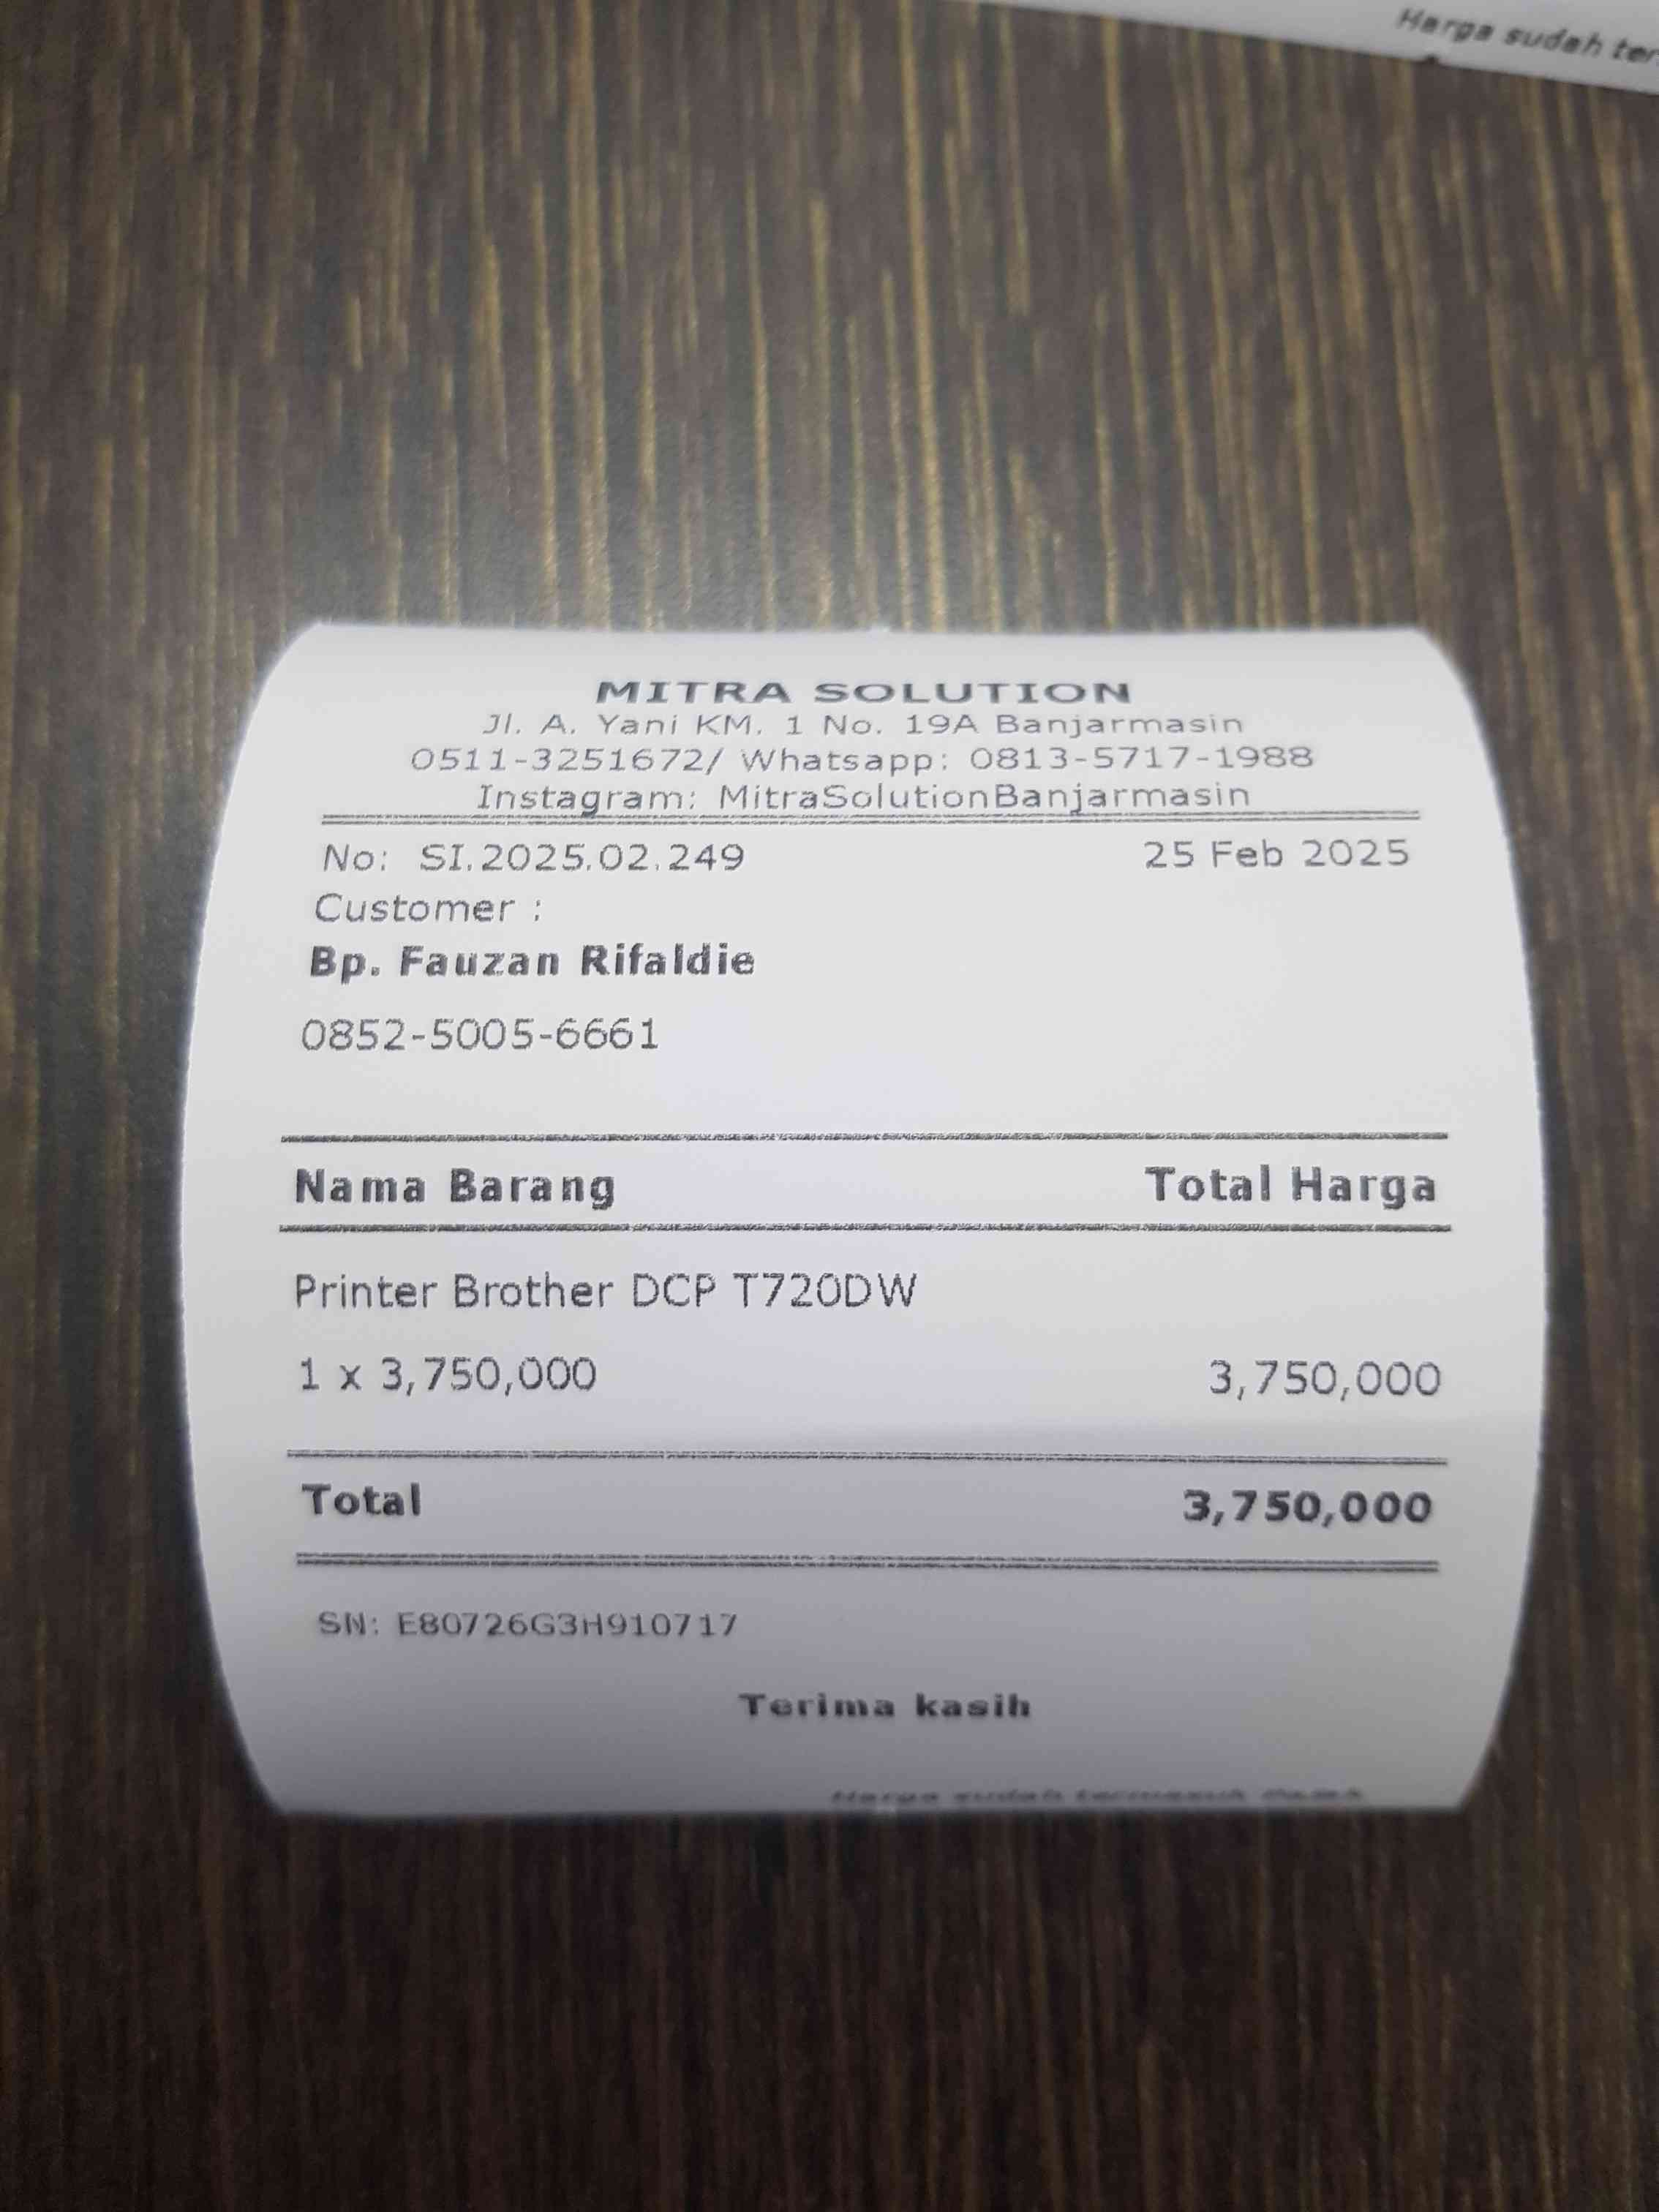 Harga sudah
MITRA SOLUTION
Jl. A. Yani KM. 1 No. 19A Banjarmasin
0511-3251672/ Whatsapp: 0813-5717-1988
Instagram: MitraSolutionBanjarmasin
No: SI.2025.02.249 25 Feb 2025
Customer :
Bp. Fauzan Rifaldie
0852-5005-6661
Nama Barang Total Harga
Printer Brother DCP T720DW
1 x 3,750,000 3,750,000
Total 3,750,000
SN: E80726G3H910717
Terima kasih
Harga sudah termasuk